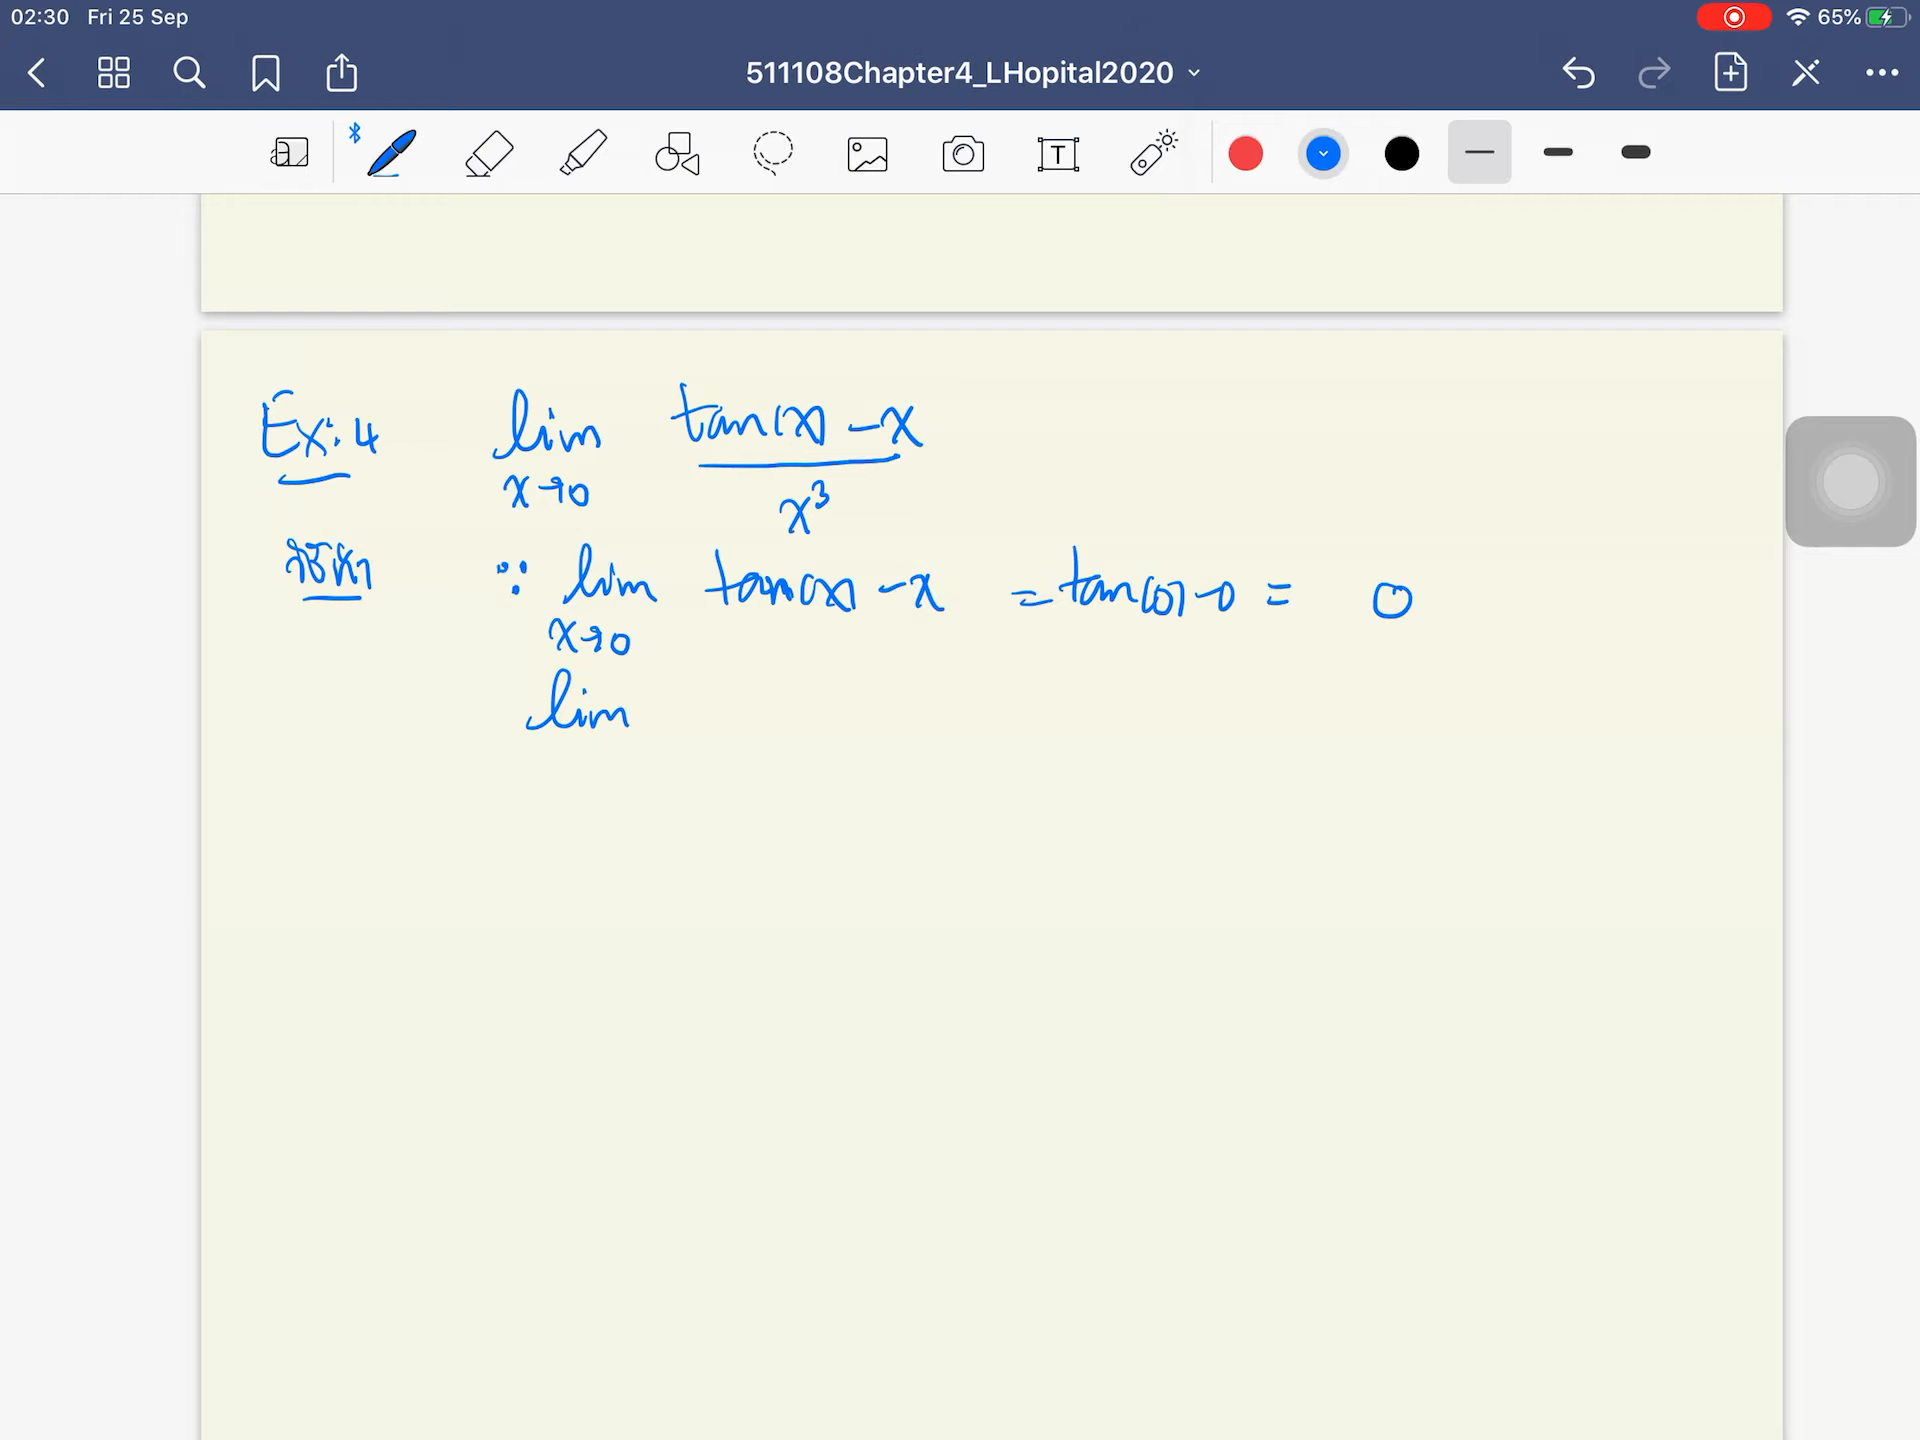 02:30 Fri 25 Sep 65%
511108Chapter4_LHopital2020
a T
Ex: 4 lim tan(x) - x
x→0 x³
วิธีทำ ∵ lim tan(x) - x = tan(0) - 0 = 0
x→0
lim